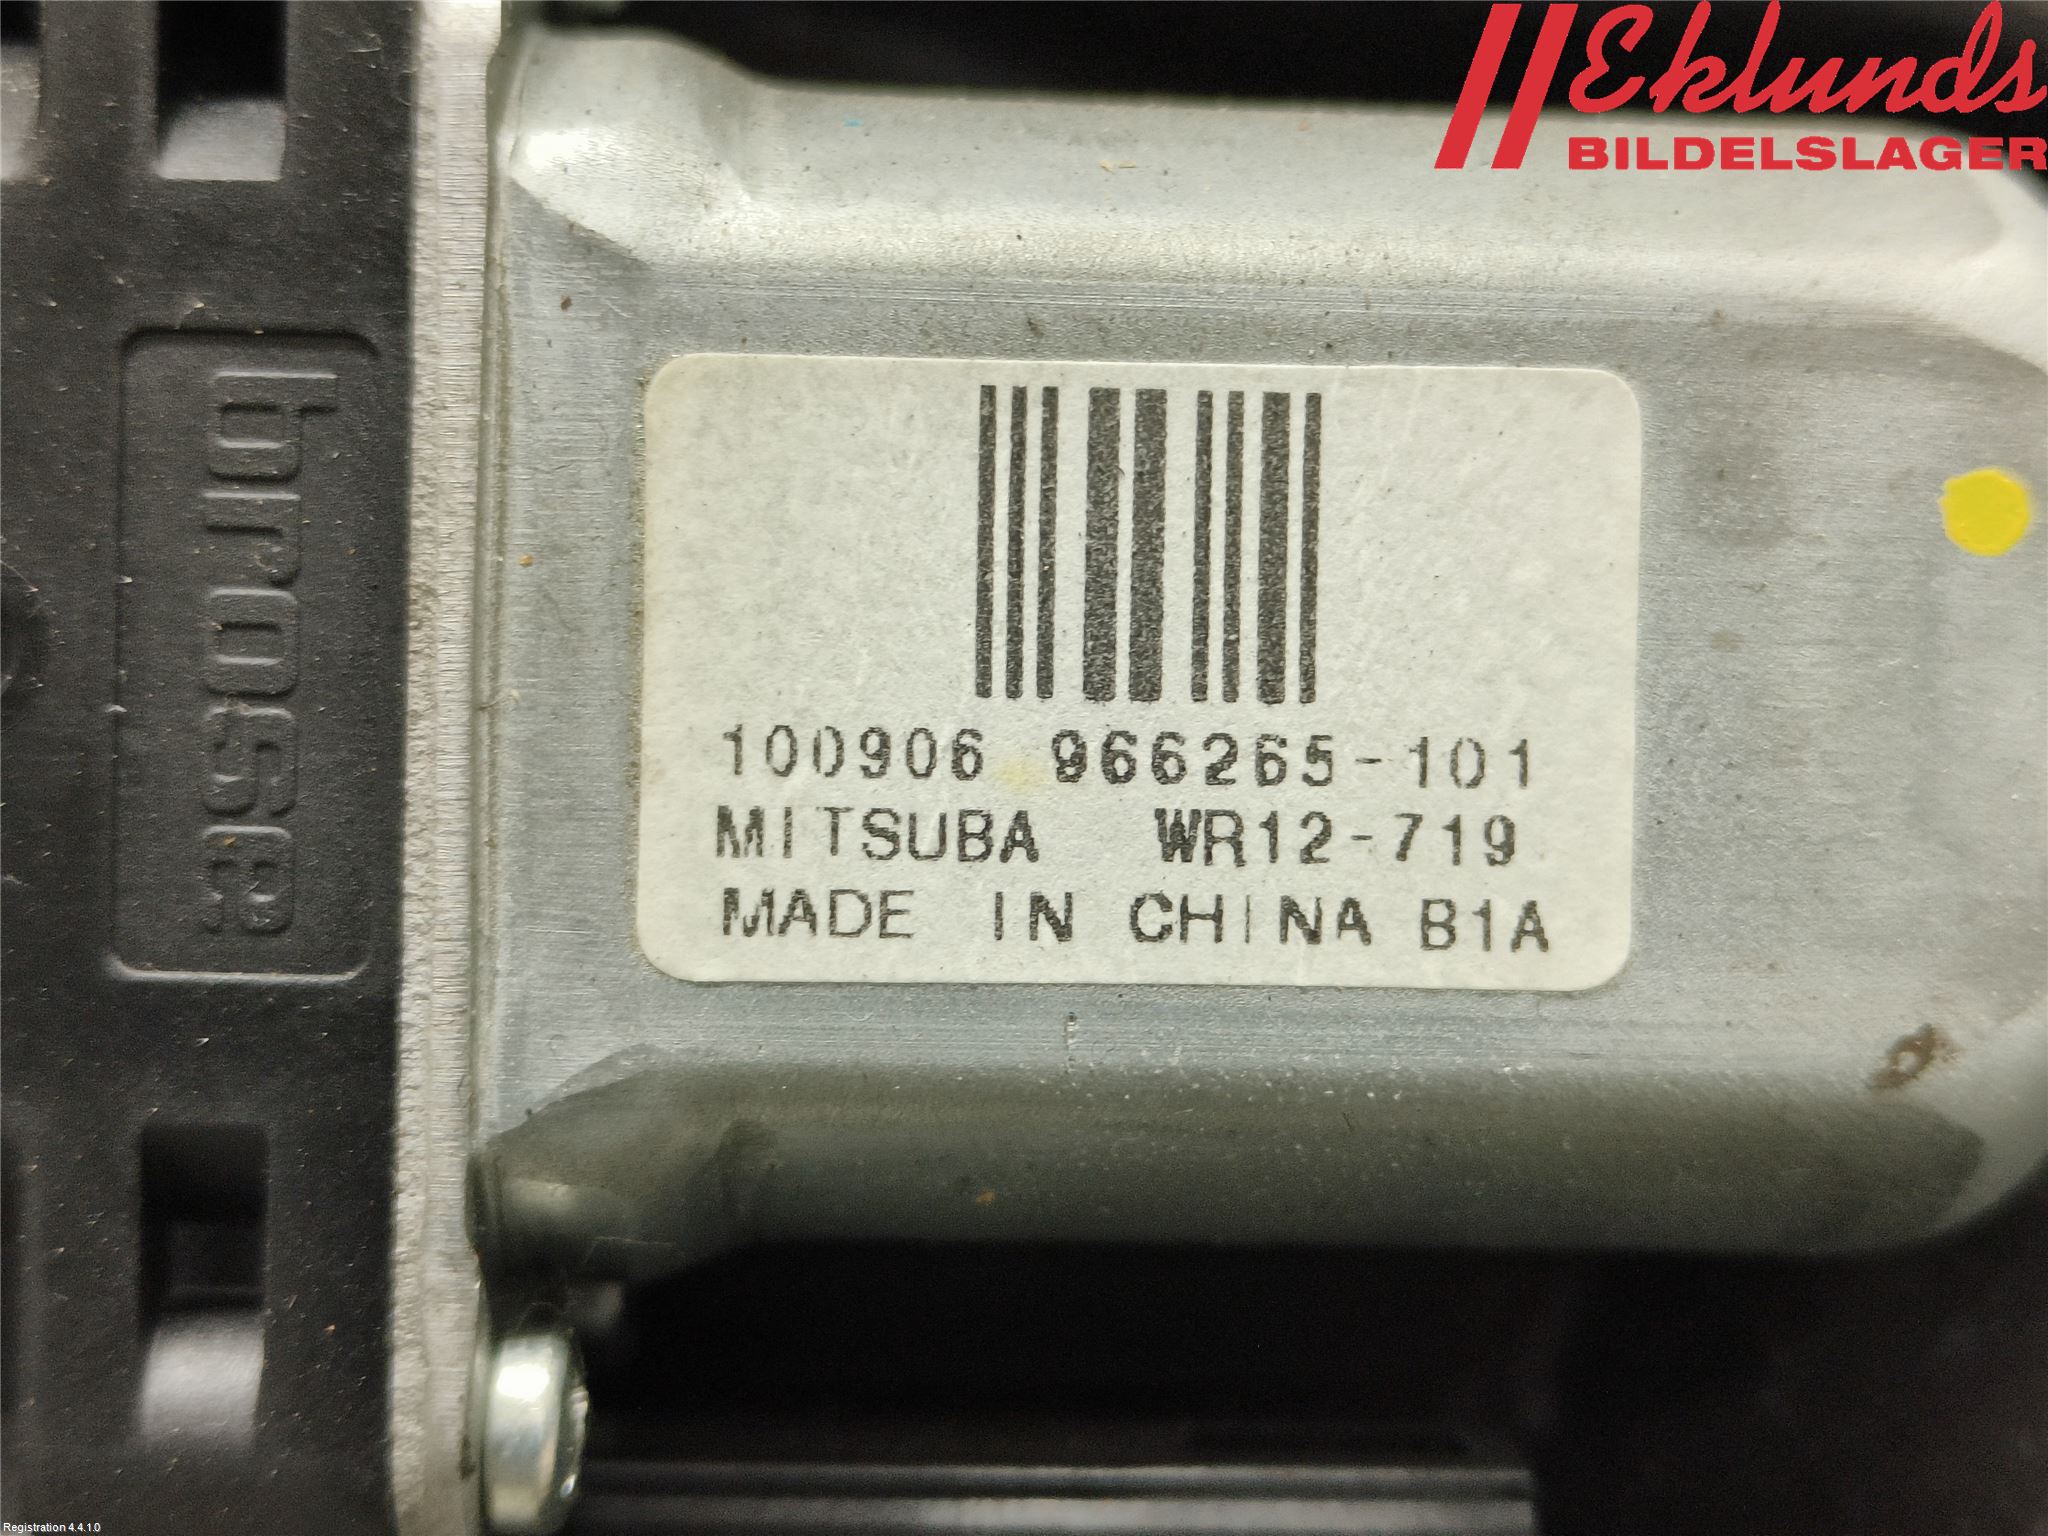 Eklunds
BILDELSLAGER
brose
100906 966265-101
MITSUBA WR12-719
MADE IN CHINA B1A
Registration 4.4.1.0